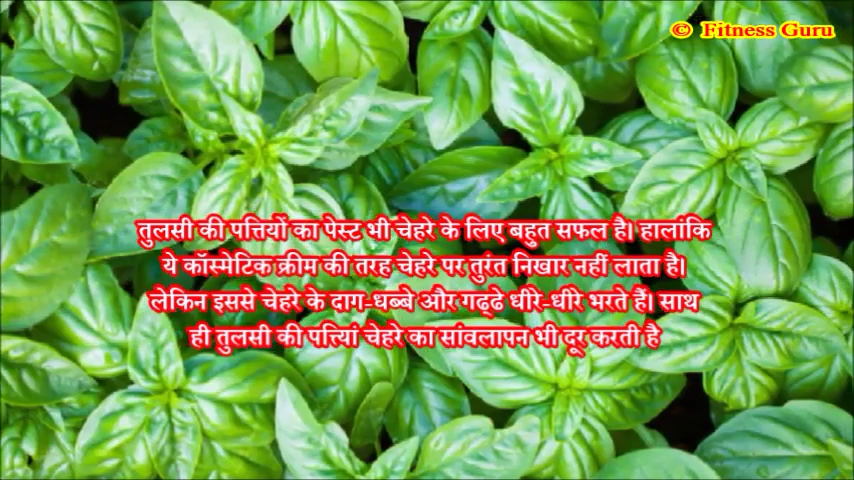 © Fitness Guru
तुलसी की पत्तियों का पेस्ट भी चेहरे के लिए बहुत सफल है। हालांकि
ये कॉस्मेटिक क्रीम की तरह चेहरे पर तुरंत निखार नहीं लाता है।
लेकिन इससे चेहरे के दाग-धब्बे और गढ्ढे धीरे-धीरे भरते हैं। साथ
ही तुलसी की पत्तियां चेहरे का सांवलापन भी दूर करती है